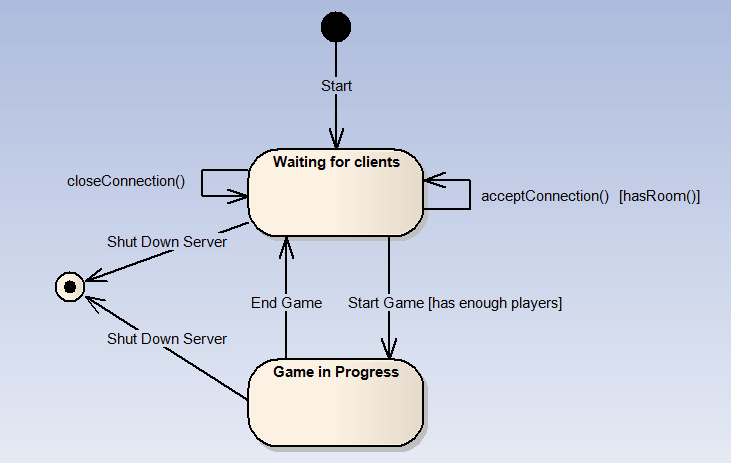 Start
Waiting for clients
closeConnection()
acceptConnection() [hasRoom()]
Shut Down Server
End Game
Start Game [has enough players]
Shut Down Server
Game in Progress